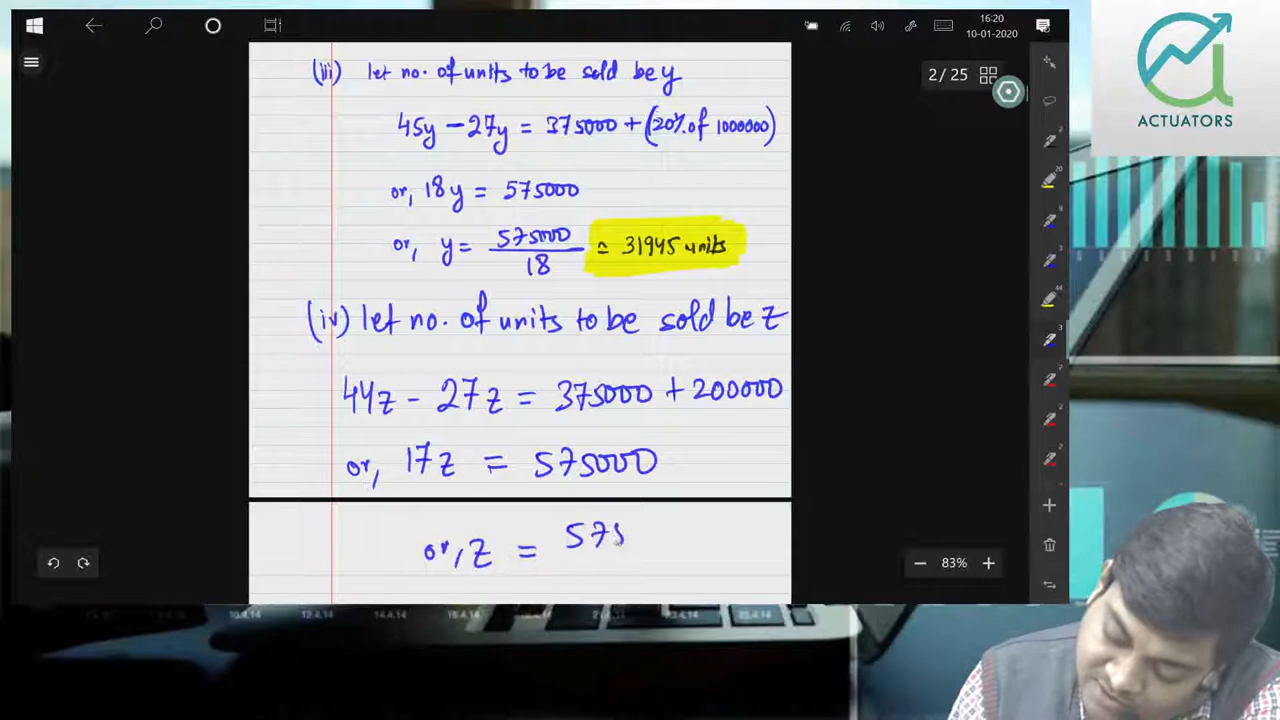 16:20
10-01-2020
2 / 25
ACTUATORS
(iii) let no. of units to be sold be y
45y - 27y = 375000 + (20% of 1000000)
or, 18y = 575000
or, y = 575000/18 ≃ 31945 units
(iv) let no. of units to be sold be z
44z - 27z = 375000 + 200000
or, 17z = 575000
or, z = 575
83%